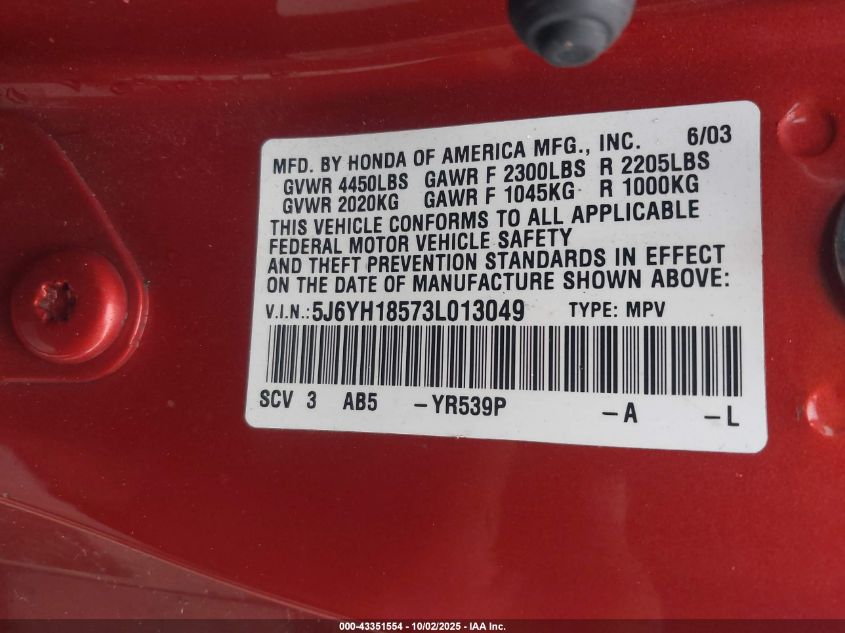 MFD. BY HONDA OF AMERICA MFG., INC. 6/03
GVWR 4450LBS GAWR F 2300LBS R 2205LBS
GVWR 2020KG GAWR F 1045KG R 1000KG
THIS VEHICLE CONFORMS TO ALL APPLICABLE
FEDERAL MOTOR VEHICLE SAFETY
AND THEFT PREVENTION STANDARDS IN EFFECT
ON THE DATE OF MANUFACTURE SHOWN ABOVE:
V.I.N.:5J6YH18573L013049 TYPE: MPV
SCV 3 AB5 -YR539P -A -L
000-43351554 - 10/02/2025 - IAA Inc.